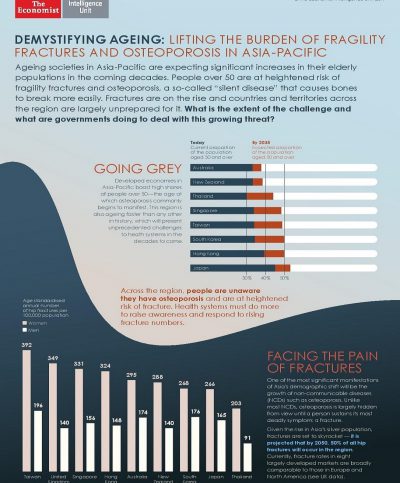 The
Economist
Intelligence
Unit
DEMYSTIFYING AGEING: LIFTING THE BURDEN OF FRAGILITY
FRACTURES AND OSTEOPOROSIS IN ASIA-PACIFIC
Ageing societies in Asia-Pacific are expecting significant increases in their elderly
populations in the coming decades. People over 50 are at heightened risk of
fragility fractures and osteoporosis, a so-called "silent disease" that causes bones
to break more easily. Fractures are on the rise and countries and territories across
the region are largely unprepared for it. What is the extent of the challenge and
what are governments doing to deal with this growing threat?
Today
Current proportion
of the population
aged 50 and over
By 2035
Expected proportion
of the population
aged 50 and over
GOING GREY
Developed economies in
Asia-Pacific boast high shares
of people over 50—the age at
which osteoporosis commonly
begins to manifest. This region is
also ageing faster than any other
in history, which will present
unprecedented challenges
to health systems in the
decades to come.
Australia
New Zealand
Thailand
Singapore
Taiwan
South Korea
Hong Kong
Japan
30% 40% 50%
Across the region, people are unaware
they have osteoporosis and are at heightened
risk of fracture. Health systems must do more
to raise awareness and respond to rising
fracture numbers.
Age standardised
annual number
of hip fractures per
100,000 population
Women
Men
392 196 Taiwan
349 140 United Kingdom
331 156 Singapore
324 148 Hong Kong
295 174 Australia
288 140 New Zealand
268 178 South Korea
266 165 Japan
203 91 Thailand
FACING THE PAIN
OF FRACTURES
One of the most significant manifestations
of Asia's demographic shift will be the
growth of non-communicable diseases
(NCDs) such as osteoporosis. Unlike
most NCDs, osteoporosis is largely hidden
from view until a person sustains its most
deadly symptom: a fracture.
Given the rise in Asia's silver population,
fractures are set to skyrocket — it is
projected that by 2050, 50% of all hip
fractures will occur in the region.
Currently, fracture rates in eight
largely developed markets are broadly
comparable to those in Europe and
North America (see UK data).